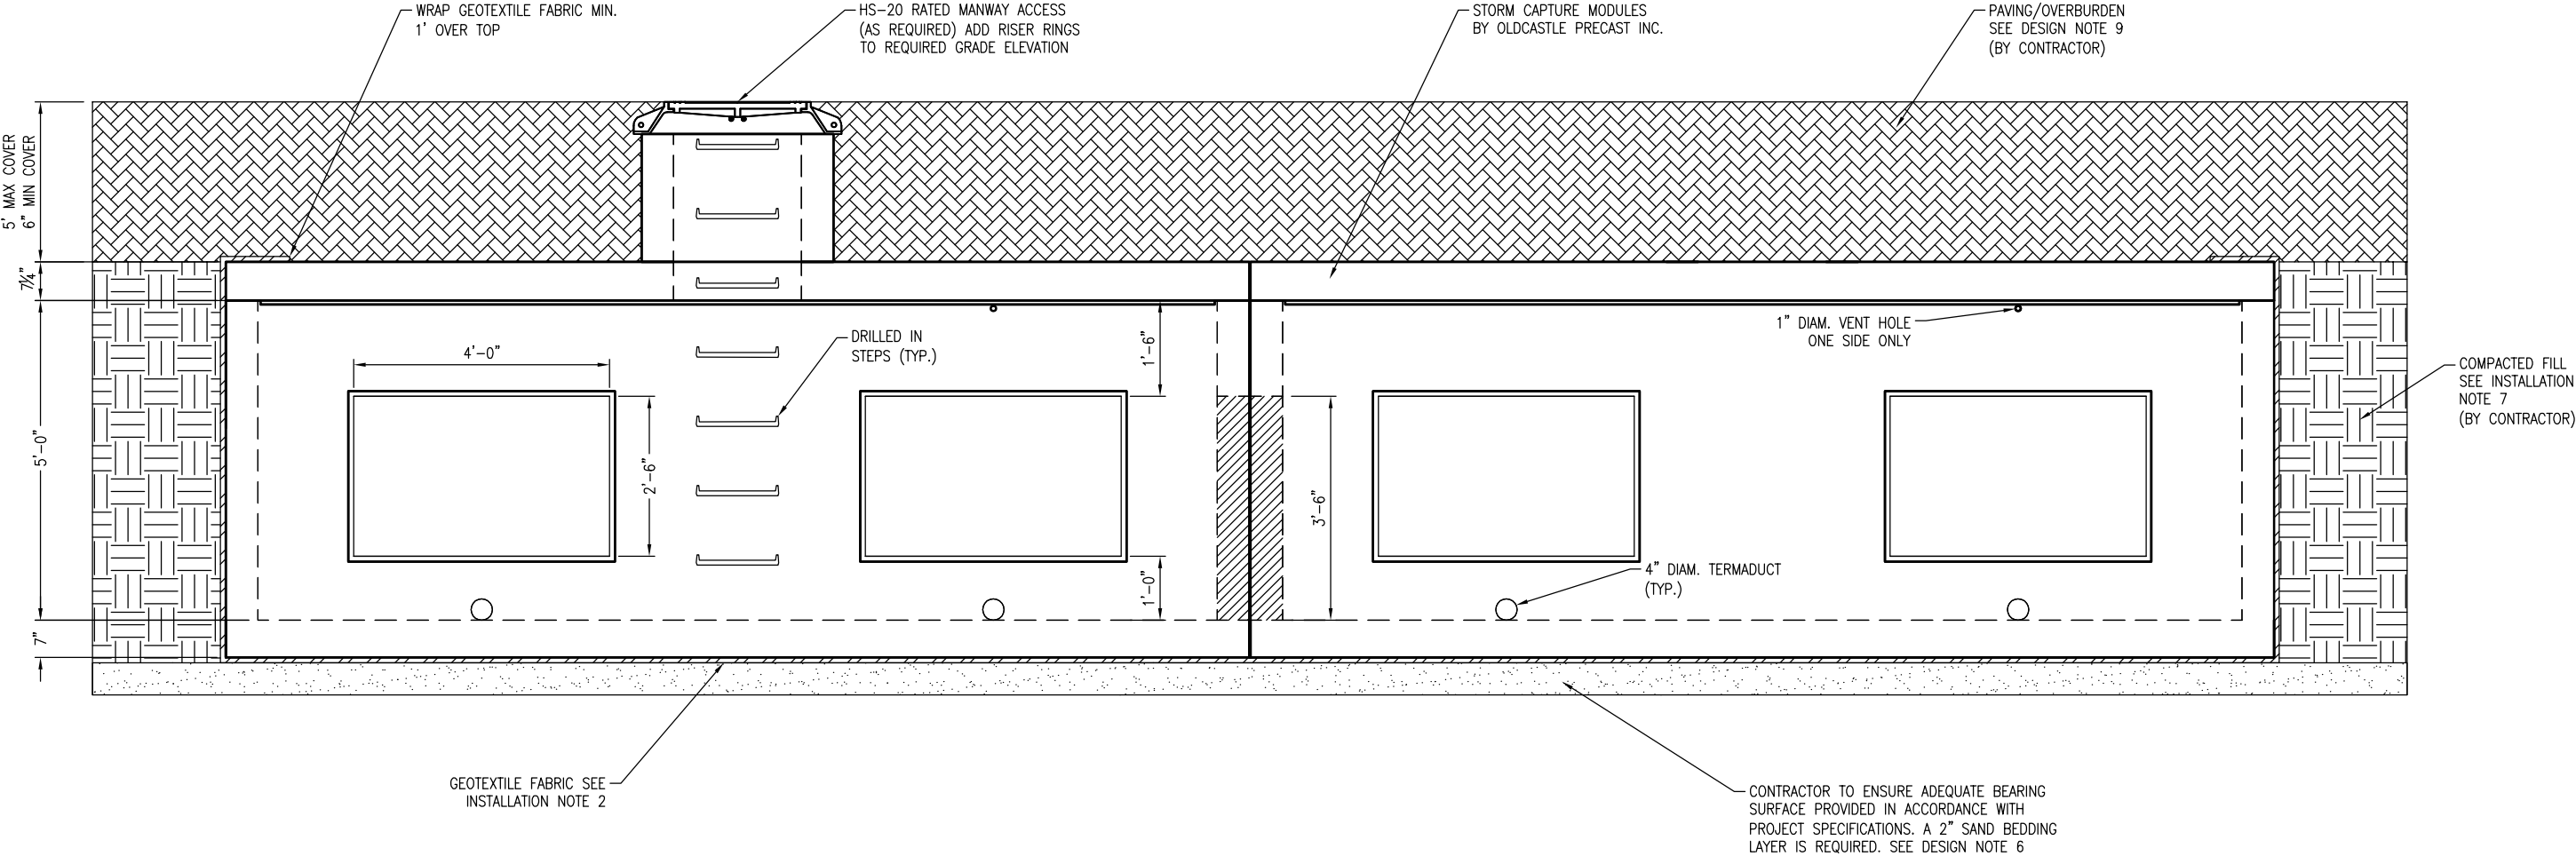 WRAP GEOTEXTILE FABRIC MIN.
1' OVER TOP
HS-20 RATED MANWAY ACCESS
(AS REQUIRED) ADD RISER RINGS
TO REQUIRED GRADE ELEVATION
STORM CAPTURE MODULES
BY OLDCASTLE PRECAST INC.
PAVING/OVERBURDEN
SEE DESIGN NOTE 9
(BY CONTRACTOR)
5' MAX COVER
6" MIN COVER
7¼"
5'-0"
7"
4'-0"
2'-6"
DRILLED IN
STEPS (TYP.)
1'-6"
1'-0"
3'-6"
1" DIAM. VENT HOLE
ONE SIDE ONLY
4" DIAM. TERMADUCT
(TYP.)
COMPACTED FILL
SEE INSTALLATION
NOTE 7
(BY CONTRACTOR)
GEOTEXTILE FABRIC SEE
INSTALLATION NOTE 2
CONTRACTOR TO ENSURE ADEQUATE BEARING
SURFACE PROVIDED IN ACCORDANCE WITH
PROJECT SPECIFICATIONS. A 2" SAND BEDDING
LAYER IS REQUIRED. SEE DESIGN NOTE 6